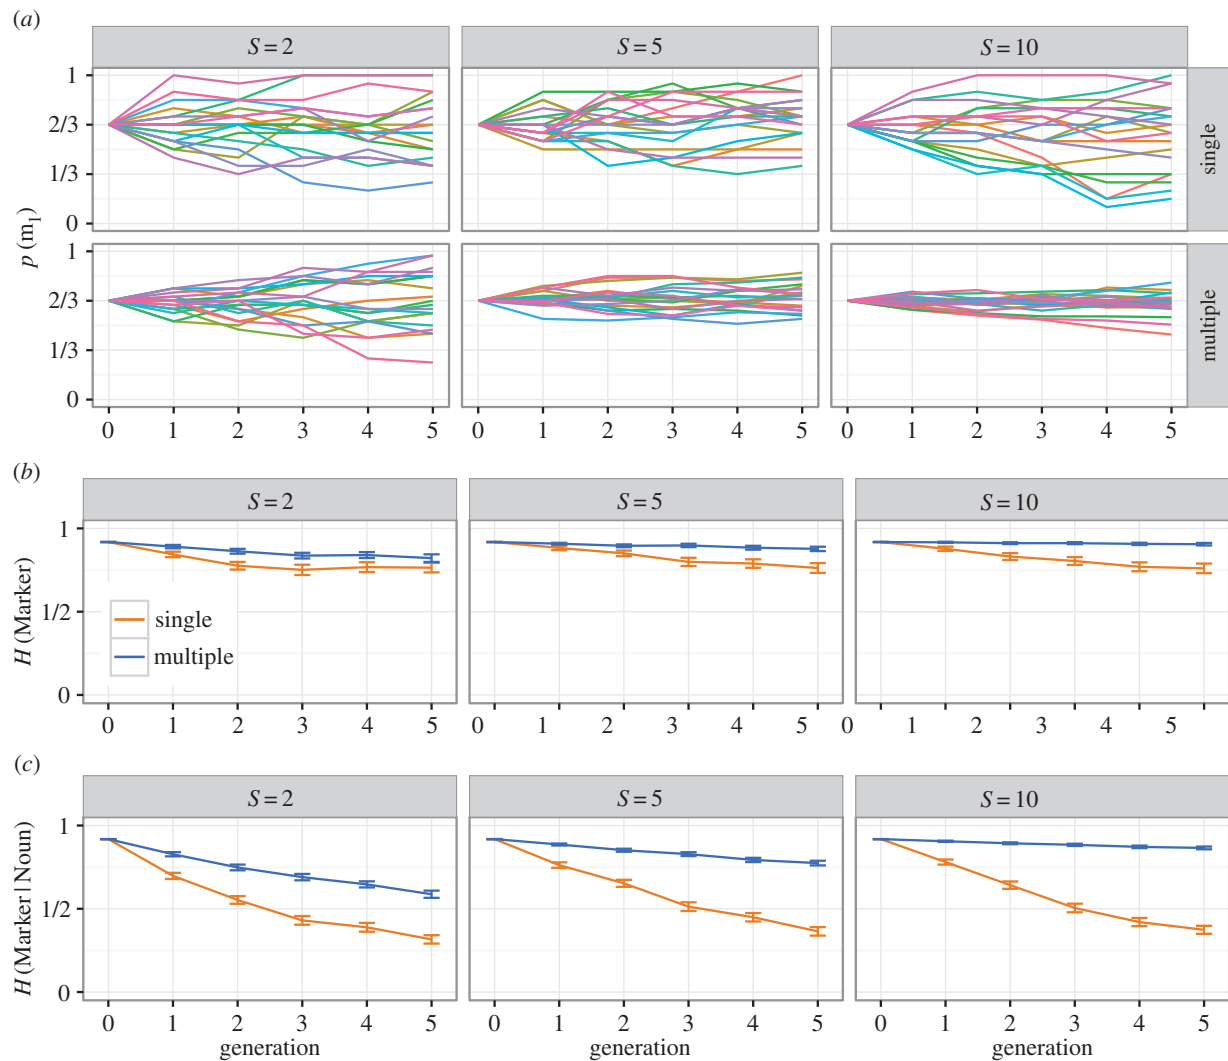 (a)
S = 2
S = 5
S = 10
1
2/3
1/3
0
single
p (m1)
1
2/3
1/3
0
multiple
0 1 2 3 4 5
0 1 2 3 4 5
0 1 2 3 4 5
(b)
S = 2
S = 5
S = 10
1
1/2
0
H (Marker)
single
multiple
0 1 2 3 4 5
0 1 2 3 4 5
0 1 2 3 4 5
(c)
S = 2
S = 5
S = 10
1
1/2
0
H (Marker | Noun)
0 1 2 3 4 5
0 1 2 3 4 5
0 1 2 3 4 5
generation
generation
generation